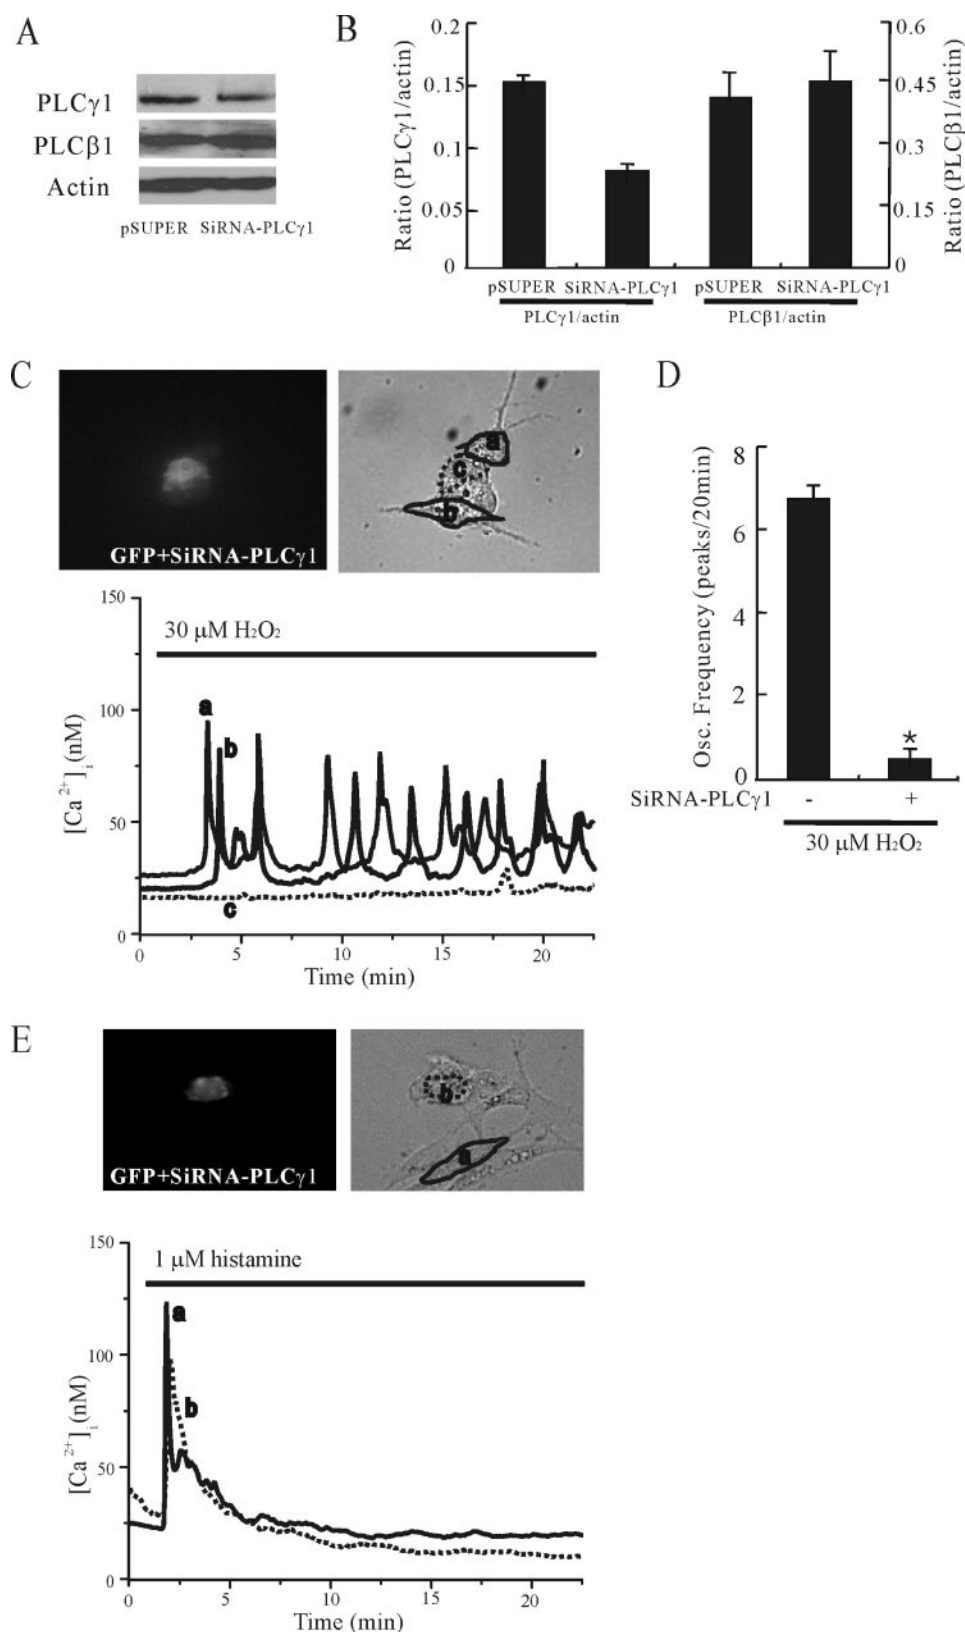 A
PLCγ1
PLCβ1
Actin
pSUPER SiRNA-PLCγ1
B
Ratio (PLCγ1/actin)
0.2
0.15
0.1
0.05
0
0.6
0.45
0.3
0.15
0
Ratio (PLCβ1/actin)
pSUPER SiRNA-PLCγ1 pSUPER SiRNA-PLCγ1
PLCγ1/actin PLCβ1/actin
C
GFP+SiRNA-PLCγ1
a
c
b
150
100
50
0
[Ca²⁺]ᵢ (nM)
30 μM H₂O₂
a
b
c
0 5 10 15 20
Time (min)
D
Osc. Frequency (peaks/20min)
8
6
4
2
0
*
SiRNA-PLCγ1 - +
30 μM H₂O₂
E
GFP+SiRNA-PLCγ1
b
a
150
100
50
0
[Ca²⁺]ᵢ (nM)
1 μM histamine
a
b
0 5 10 15 20
Time (min)